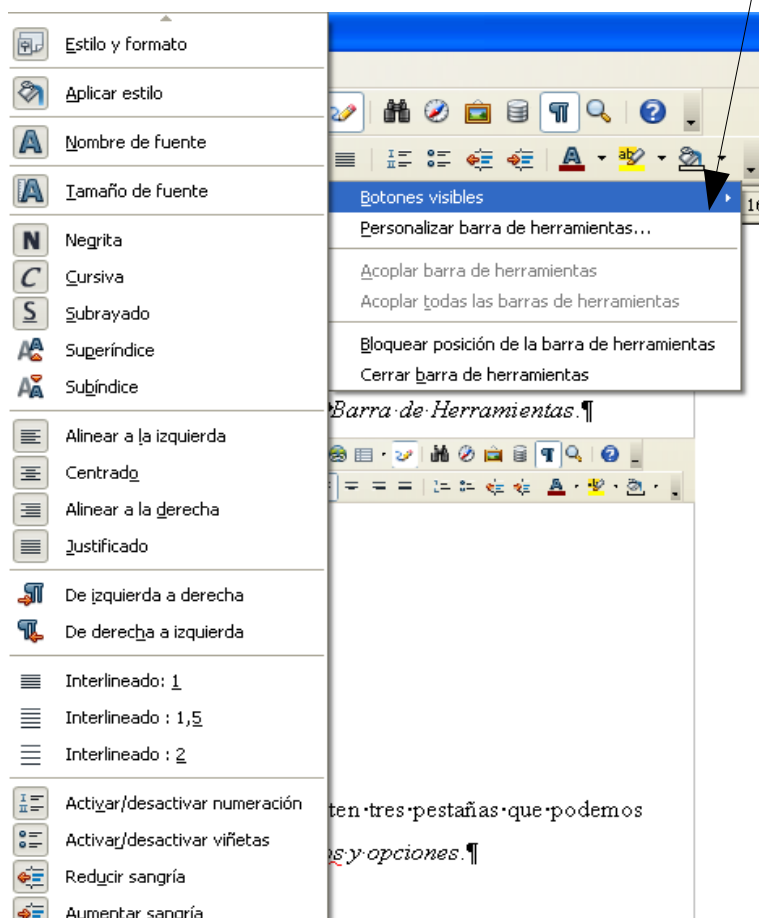 Estilo y formato
Aplicar estilo
Nombre de fuente
Tamaño de fuente
Negrita
Cursiva
Subrayado
Superíndice
Subíndice
Alinear a la izquierda
Centrado
Alinear a la derecha
Justificado
De izquierda a derecha
De derecha a izquierda
Interlineado: 1
Interlineado : 1,5
Interlineado : 2
Activar/desactivar numeración
Activar/desactivar viñetas
Reducir sangría
Aumentar sangría
Botones visibles
Personalizar barra de herramientas...
Acoplar barra de herramientas
Acoplar todas las barras de herramientas
Bloquear posición de la barra de herramientas
Cerrar barra de herramientas
Barra·de·Herramientas.¶
ten·tres·pestañas·que·podemos
s·y·opciones.¶